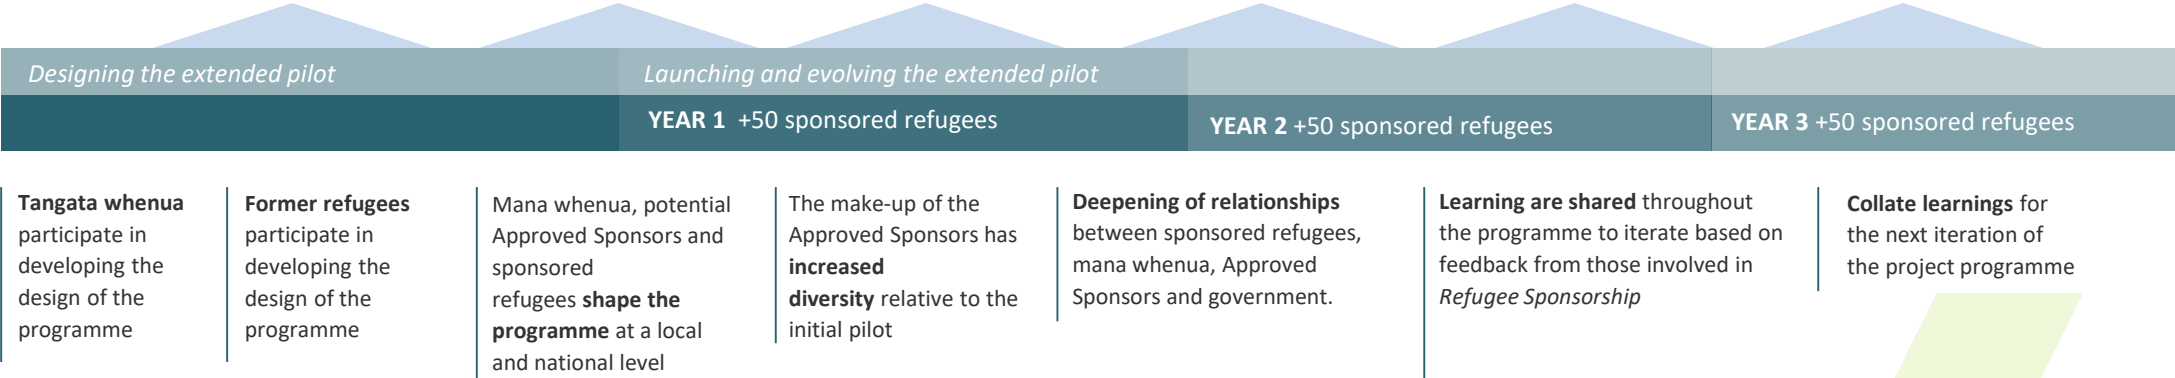 Designing the extended pilot
Launching and evolving the extended pilot
YEAR 1 +50 sponsored refugees
YEAR 2 +50 sponsored refugees
YEAR 3 +50 sponsored refugees
Tangata whenua
participate in
developing the
design of the
programme
Former refugees
participate in
developing the
design of the
programme
Mana whenua, potential
Approved Sponsors and
sponsored
refugees shape the
programme at a local
and national level
The make-up of the
Approved Sponsors has
increased
diversity relative to the
initial pilot
Deepening of relationships
between sponsored refugees,
mana whenua, Approved
Sponsors and government.
Learning are shared throughout
the programme to iterate based on
feedback from those involved in
Refugee Sponsorship
Collate learnings for
the next iteration of
the project programme